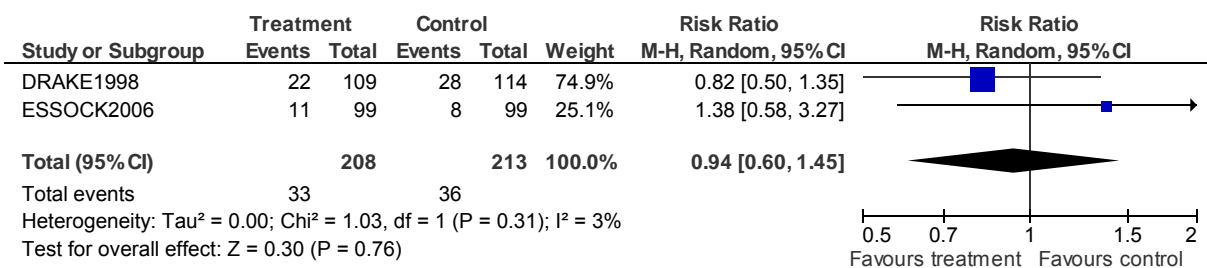 Treatment Control Risk Ratio Risk Ratio
Study or Subgroup Events Total Events Total Weight M-H, Random, 95% CI M-H, Random, 95% CI
DRAKE1998 22 109 28 114 74.9% 0.82 [0.50, 1.35]
ESSOCK2006 11 99 8 99 25.1% 1.38 [0.58, 3.27]
Total (95% CI) 208 213 100.0% 0.94 [0.60, 1.45]
Total events 33 36
Heterogeneity: Tau² = 0.00; Chi² = 1.03, df = 1 (P = 0.31); I² = 3%
Test for overall effect: Z = 0.30 (P = 0.76)
0.5 0.7 1 1.5 2
Favours treatment Favours control